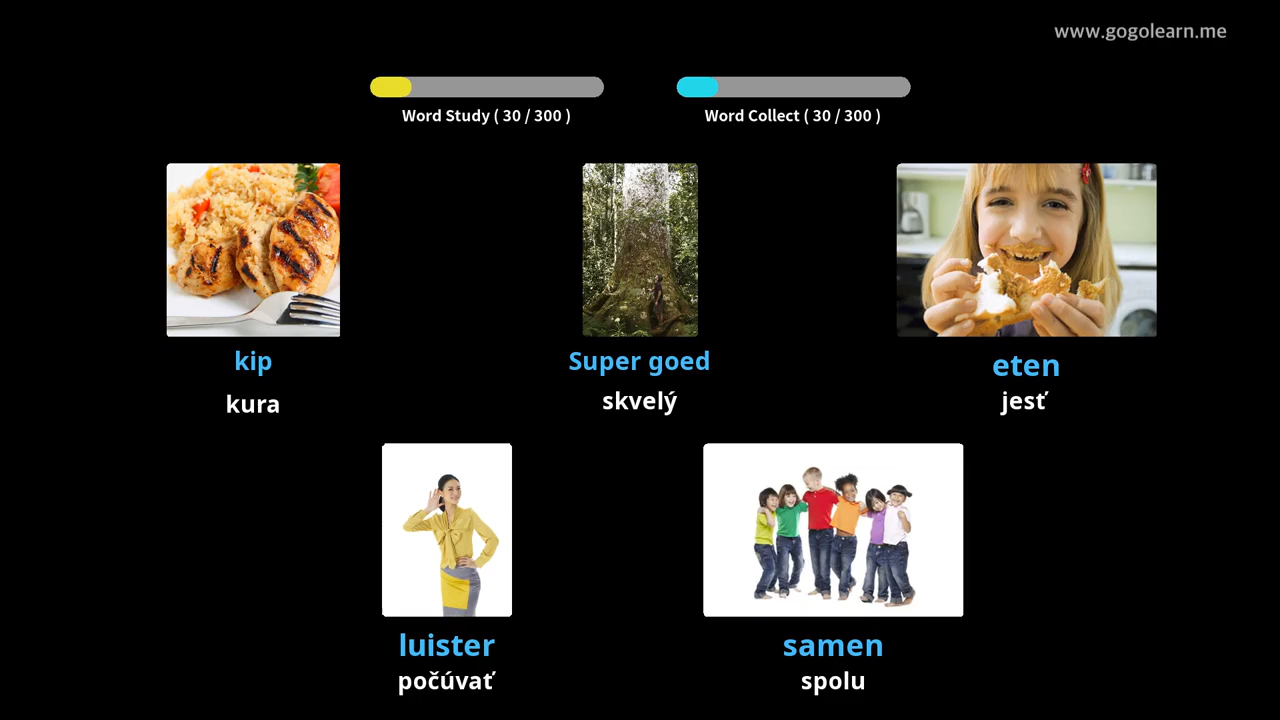 www.gogolearn.me
Word Study ( 30 / 300 )
Word Collect ( 30 / 300 )
kip
kura
Super goed
skvelý
eten
jesť
luister
počúvať
samen
spolu